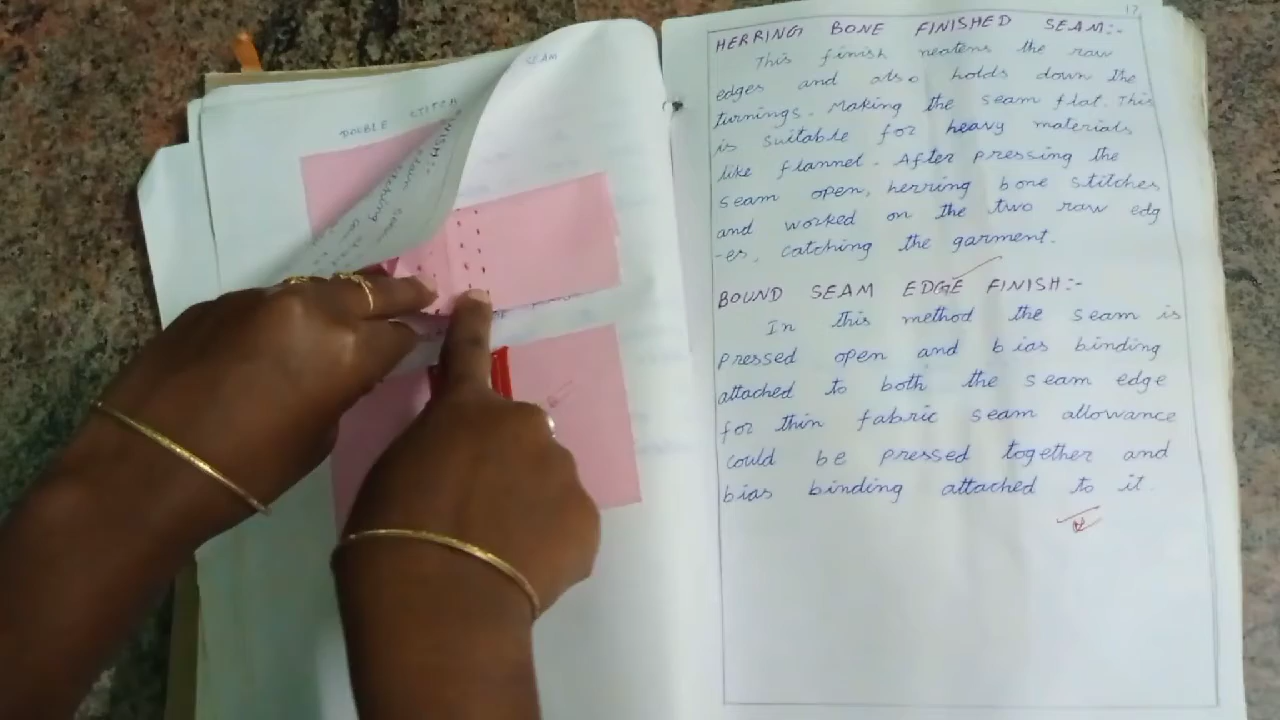 SEAM
DOUBLE STITCH
FINISH:-
17
HERRING BONE FINISHED SEAM:-
This finish neatens the raw
edges and also holds down the
turnings. Making the seam flat. This
is suitable for heavy materials
like flannel. After pressing the
seam open, herring bone stitches
and worked on the two raw edg
-es, catching the garment.
BOUND SEAM EDGE FINISH:-
In this method the seam is
pressed open and bias binding
attached to both the seam edge
for thin fabric seam allowance
could be pressed together and
bias binding attached to it.